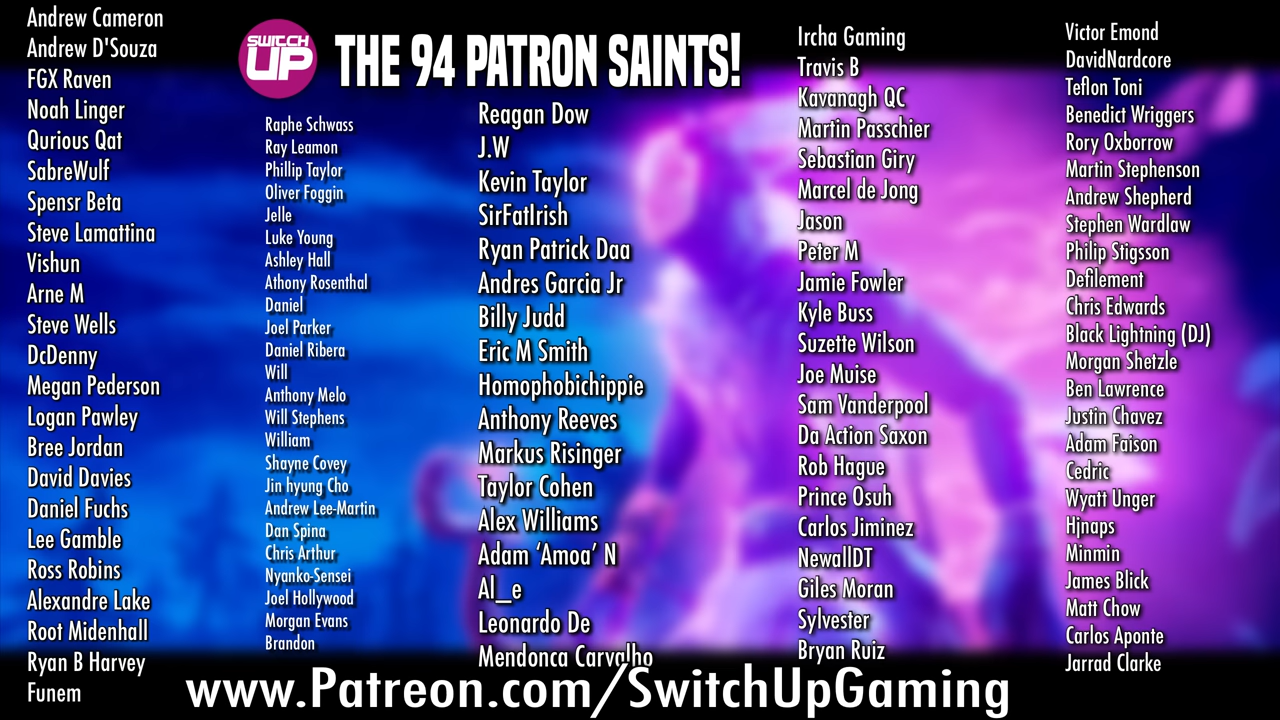 Andrew Cameron
Andrew D'Souza
FGX Raven
Noah Linger
Qurious Qat
SabreWulf
Spensr Beta
Steve Lamattina
Vishun
Arne M
Steve Wells
DcDenny
Megan Pederson
Logan Pawley
Bree Jordan
David Davies
Daniel Fuchs
Lee Gamble
Ross Robins
Alexandre Lake
Root Midenhall
Ryan B Harvey
Funem
SWITCH
UP
THE 94 PATRON SAINTS!
Raphe Schwass
Ray Leamon
Phillip Taylor
Oliver Foggin
Jelle
Luke Young
Ashley Hall
Athony Rosenthal
Daniel
Joel Parker
Daniel Ribera
Will
Anthony Melo
Will Stephens
William
Shayne Covey
Jin hyung Cho
Andrew Lee-Martin
Dan Spina
Chris Arthur
Nyanko-Sensei
Joel Hollywood
Morgan Evans
Brandon
Reagan Dow
J.W
Kevin Taylor
SirFatIrish
Ryan Patrick Daa
Andres Garcia Jr
Billy Judd
Eric M Smith
Homophobichippie
Anthony Reeves
Markus Risinger
Taylor Cohen
Alex Williams
Adam ‘Amoa’ N
Al_e
Leonardo De
Mendonca Carvalho
Ircha Gaming
Travis B
Kavanagh QC
Martin Passchier
Sebastian Giry
Marcel de Jong
Jason
Peter M
Jamie Fowler
Kyle Buss
Suzette Wilson
Joe Muise
Sam Vanderpool
Da Action Saxon
Rob Hague
Prince Osuh
Carlos Jiminez
NewallDT
Giles Moran
Sylvester
Bryan Ruiz
Victor Emond
DavidNardcore
Teflon Toni
Benedict Wriggers
Rory Oxborrow
Martin Stephenson
Andrew Shepherd
Stephen Wardlaw
Philip Stigsson
Defilement
Chris Edwards
Black Lightning (DJ)
Morgan Shetzle
Ben Lawrence
Justin Chavez
Adam Faison
Cedric
Wyatt Unger
Hjnaps
Minmin
James Blick
Matt Chow
Carlos Aponte
Jarrad Clarke
www.Patreon.com/SwitchUpGaming